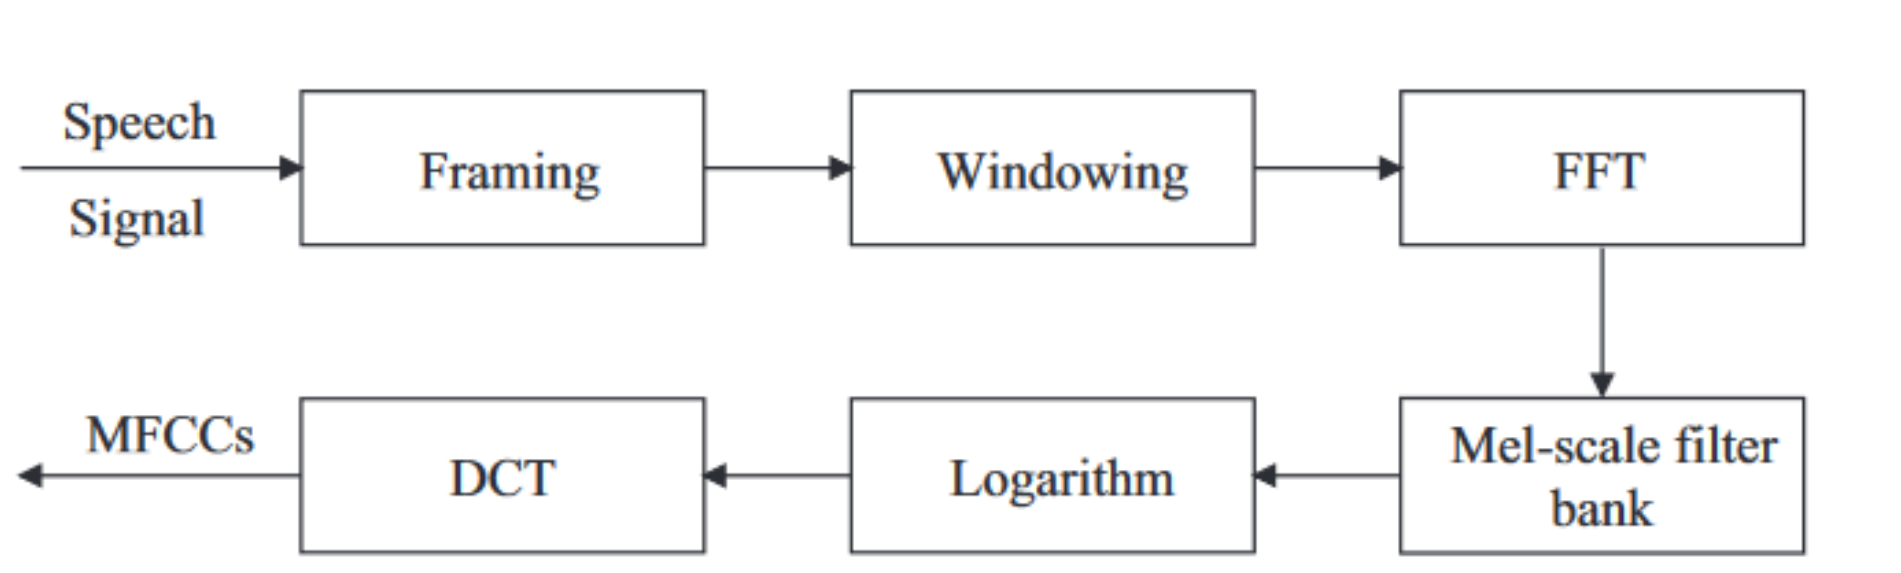 Speech
Signal
Framing
Windowing
FFT
Mel-scale filter
bank
Logarithm
DCT
MFCCs